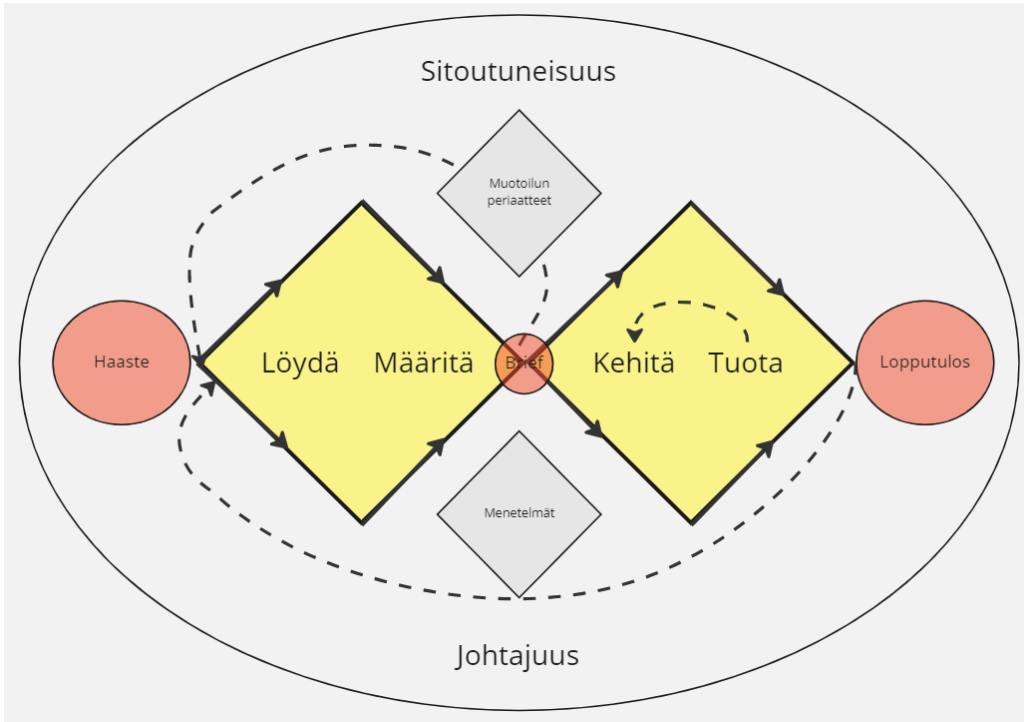 Sitoutuneisuus
Muotoilun
periaatteet
Haaste
Löydä
Määritä
Brief
Kehitä
Tuota
Lopputulos
Menetelmät
Johtajuus